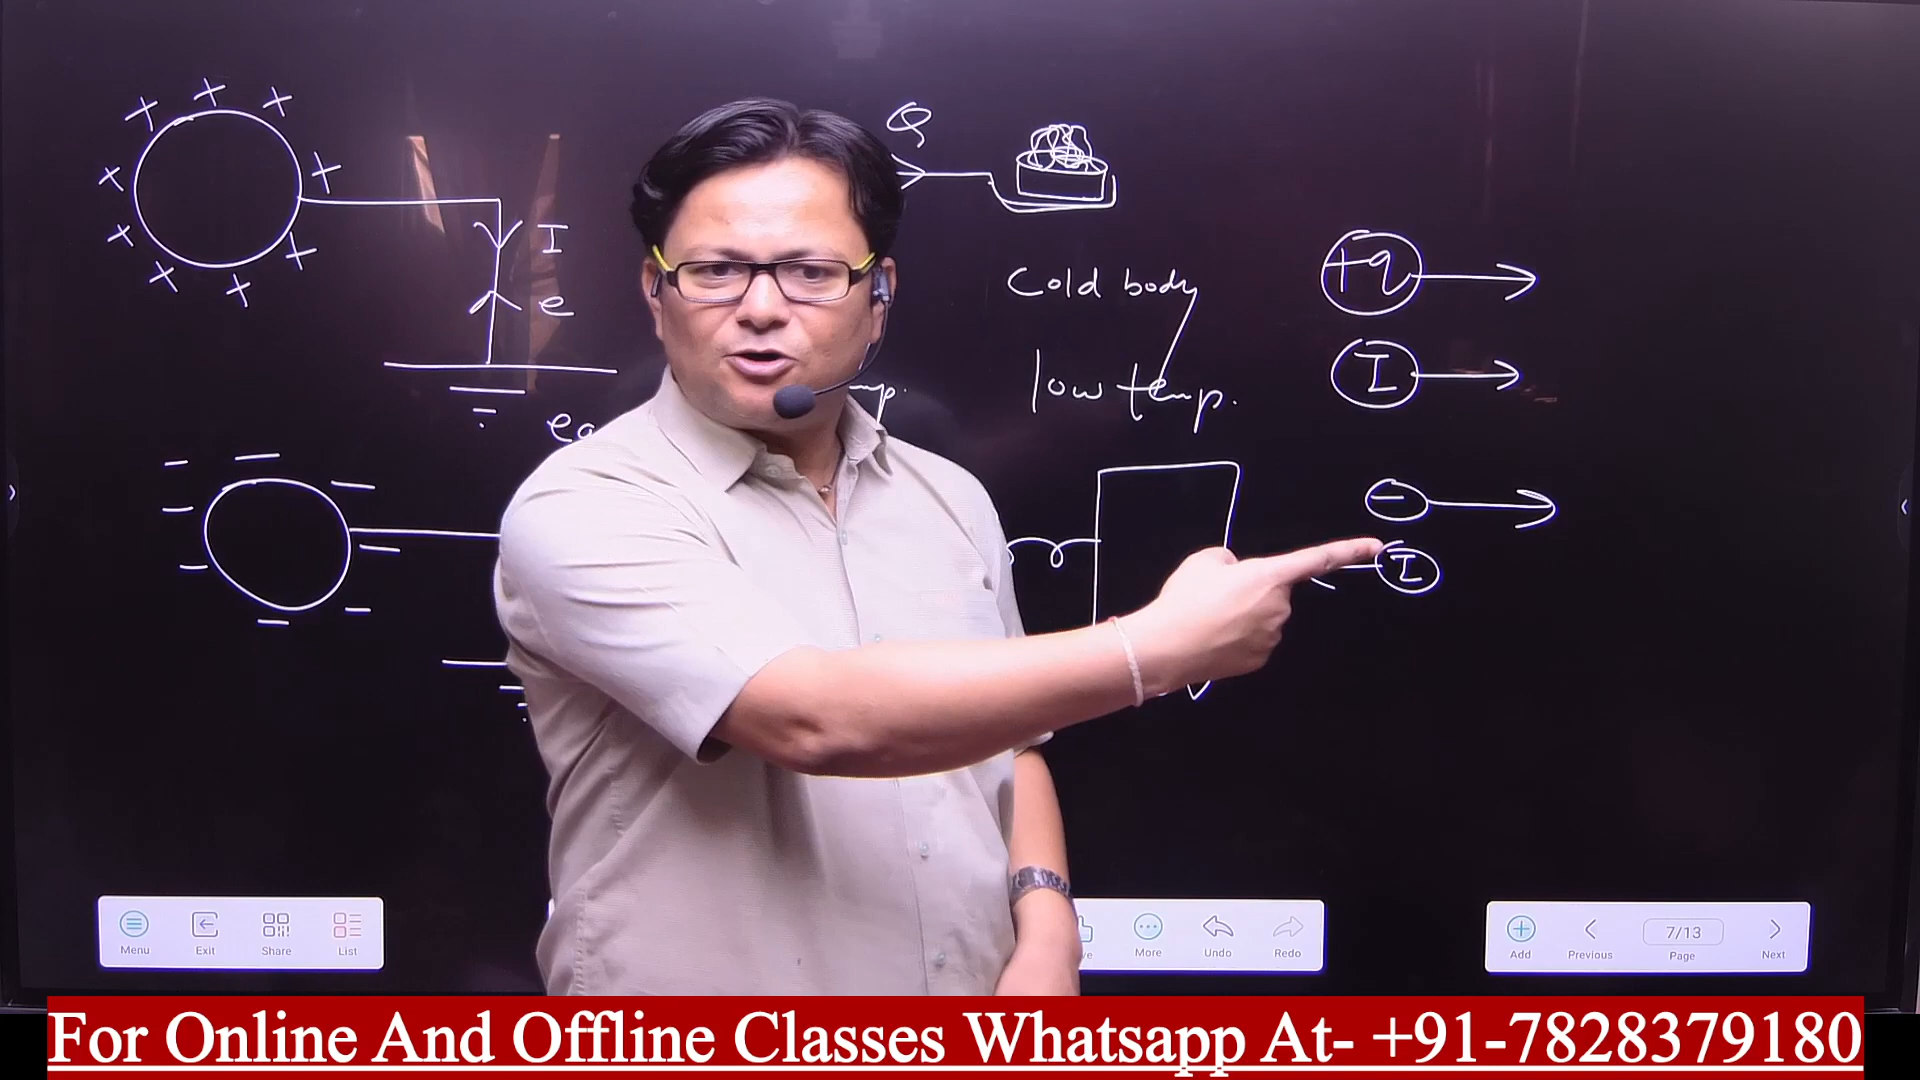 + + +
+ +
+ +
+ +
I
e
Q
Cold body
low temp.
+q
I
-
I
Menu
Exit
Share
List
More
Undo
Redo
Add
Previous
7/13
Page
Next
For Online And Offline Classes Whatsapp At- +91-7828379180